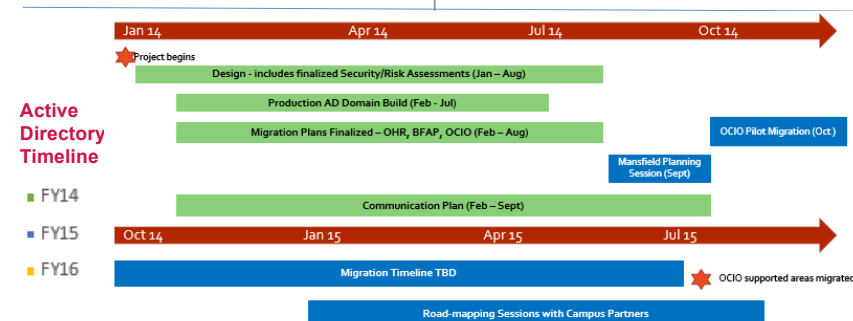 Jan 14 Apr 14 Jul 14 Oct 14
Project begins
Design - includes finalized Security/Risk Assessments (Jan – Aug)
Production AD Domain Build (Feb - Jul)
Active
Directory
Timeline
Migration Plans Finalized – OHR, BFAP, OCIO (Feb – Aug)
OCIO Pilot Migration (Oct)
Mansfield Planning
Session (Sept)
FY14
Communication Plan (Feb – Sept)
FY15
Oct 14 Jan 15 Apr 15 Jul 15
FY16
Migration Timeline TBD
OCIO supported areas migrated
Road-mapping Sessions with Campus Partners